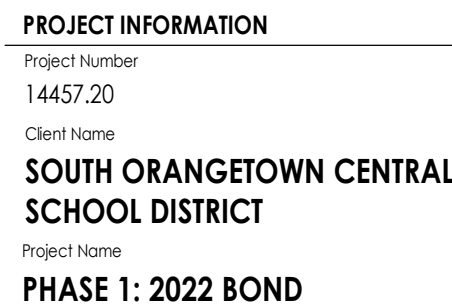 PROJECT INFORMATION
Project Number
14457.20
Client Name
SOUTH ORANGETOWN CENTRAL
SCHOOL DISTRICT
Project Name
PHASE 1: 2022 BOND